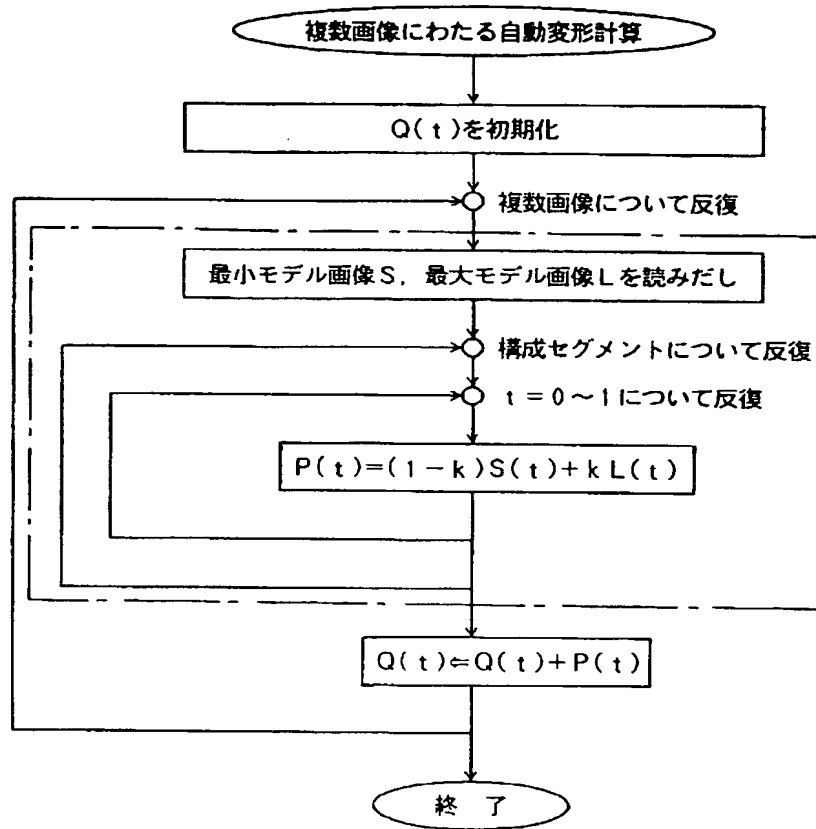 複数画像にわたる自動変形計算
Q(t)を初期化
複数画像について反復
最小モデル画像S，最大モデル画像Lを読みだし
構成セグメントについて反復
t=0～1について反復
P(t)=(1-k)S(t)+kL(t)
Q(t)⇐Q(t)+P(t)
終 了